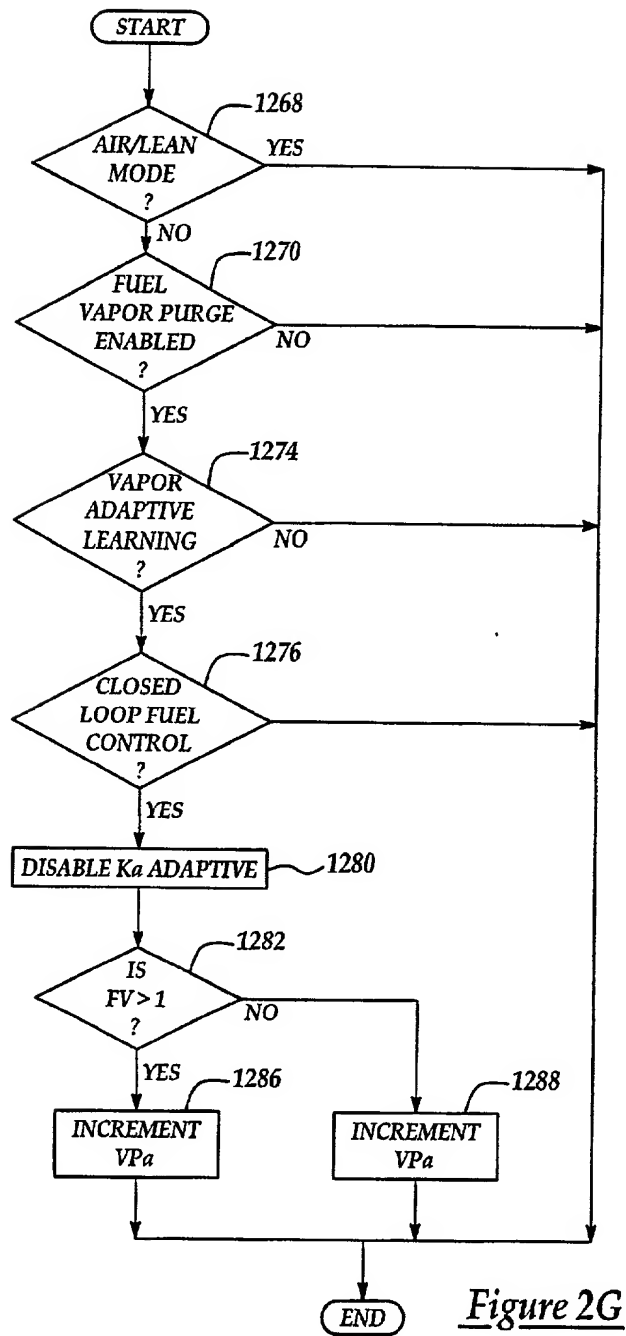 START
1268
AIR/LEAN
MODE
?
YES
NO
1270
FUEL
VAPOR PURGE
ENABLED
?
NO
YES
1274
VAPOR
ADAPTIVE
LEARNING
?
NO
YES
1276
CLOSED
LOOP FUEL
CONTROL
?
YES
DISABLE Ka ADAPTIVE
1280
1282
IS
FV > 1
?
NO
YES
1286
1288
INCREMENT
VPa
INCREMENT
VPa
END
Figure 2G